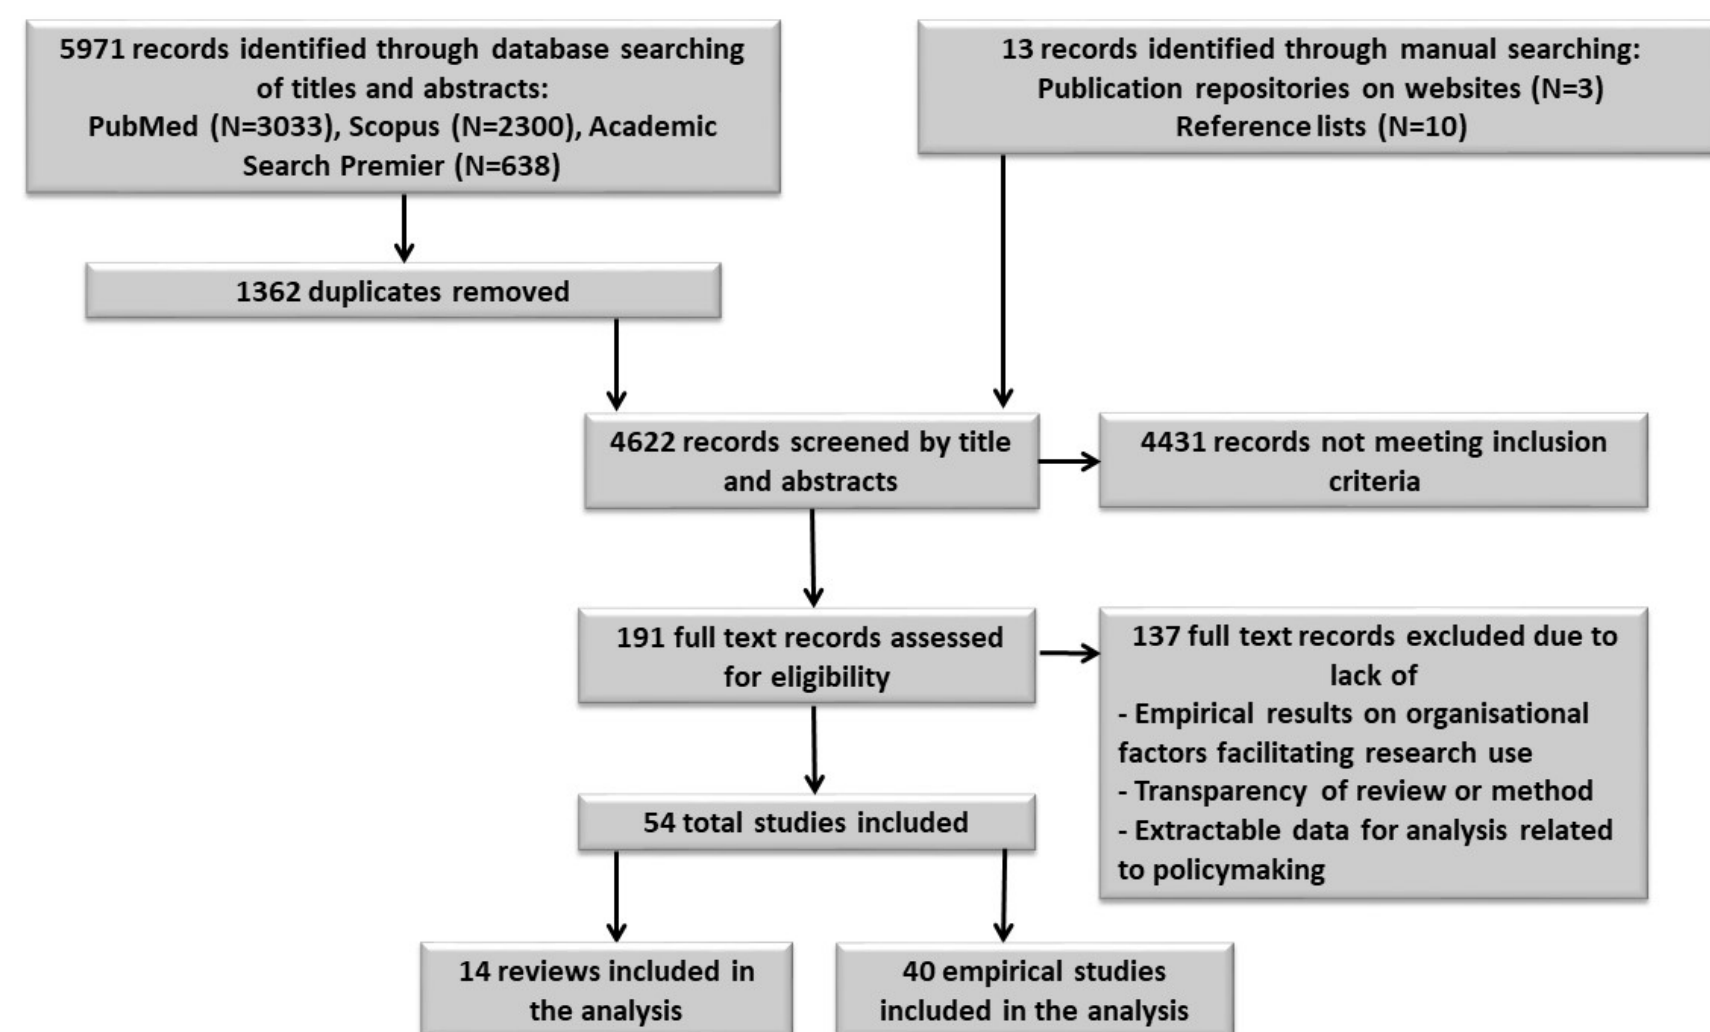 5971 records identified through database searching
of titles and abstracts:
PubMed (N=3033), Scopus (N=2300), Academic
Search Premier (N=638)
13 records identified through manual searching:
Publication repositories on websites (N=3)
Reference lists (N=10)
1362 duplicates removed
4622 records screened by title
and abstracts
4431 records not meeting inclusion
criteria
191 full text records assessed
for eligibility
137 full text records excluded due to
lack of
- Empirical results on organisational
factors facilitating research use
- Transparency of review or method
- Extractable data for analysis related
to policymaking
54 total studies included
14 reviews included in
the analysis
40 empirical studies
included in the analysis